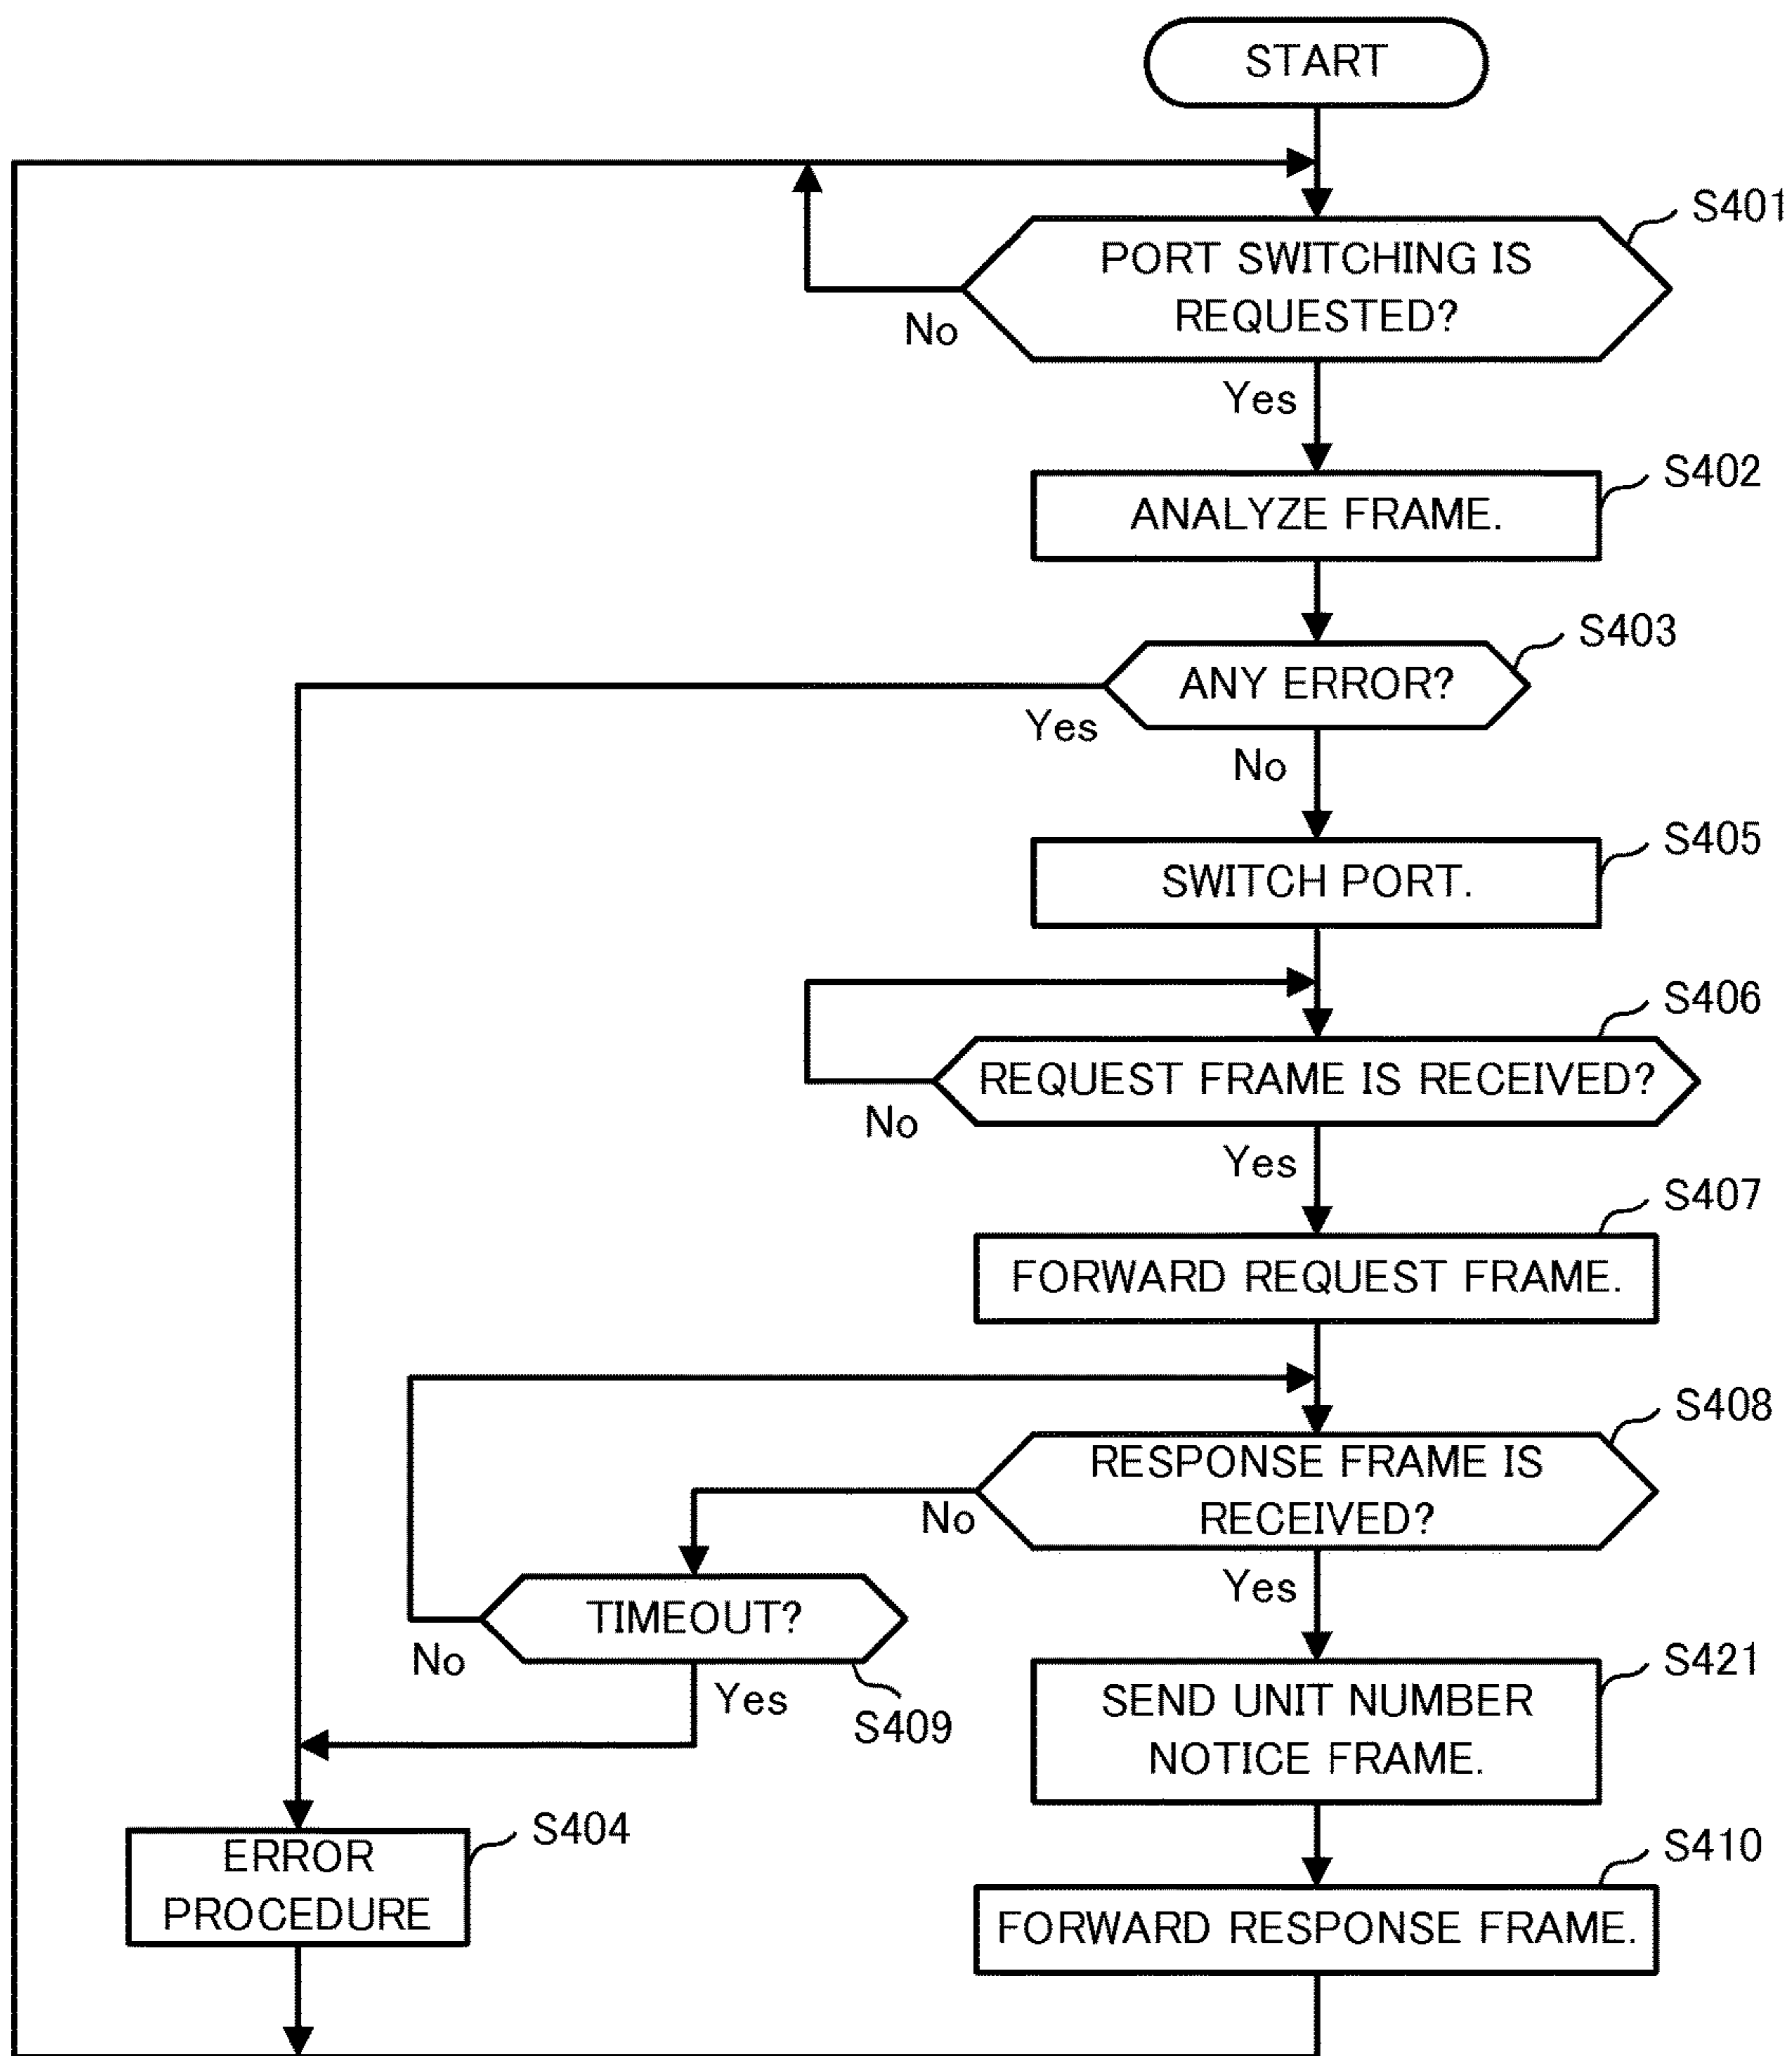 START
S401
PORT SWITCHING IS
REQUESTED?
No
Yes
S402
ANALYZE FRAME.
S403
ANY ERROR?
Yes
No
S405
SWITCH PORT.
S406
REQUEST FRAME IS RECEIVED?
No
Yes
S407
FORWARD REQUEST FRAME.
S408
RESPONSE FRAME IS
RECEIVED?
No
Yes
TIMEOUT?
No
Yes
S409
S421
SEND UNIT NUMBER
NOTICE FRAME.
S404
ERROR
PROCEDURE
S410
FORWARD RESPONSE FRAME.